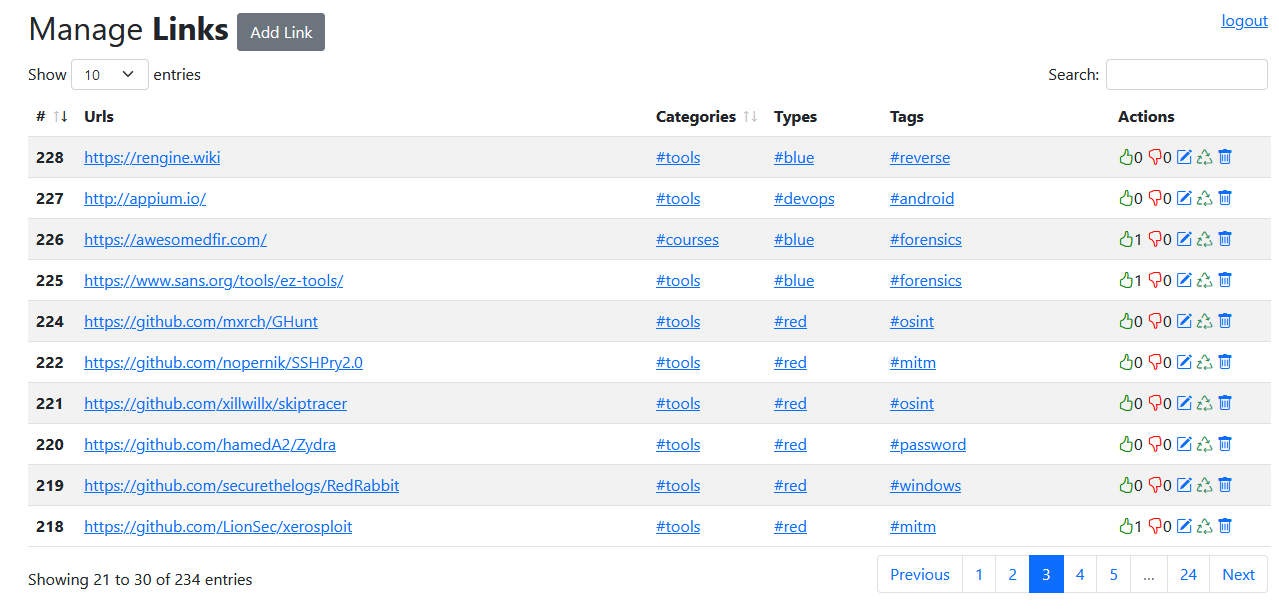 Manage Links Add Link logout
Show 10 entries Search:
# Urls Categories Types Tags Actions
228 https://rengine.wiki #tools #blue #reverse 0 0
227 http://appium.io/ #tools #devops #android 0 0
226 https://awesomedfir.com/ #courses #blue #forensics 1 0
225 https://www.sans.org/tools/ez-tools/ #tools #blue #forensics 1 0
224 https://github.com/mxrch/GHunt #tools #red #osint 0 0
222 https://github.com/nopernik/SSHPry2.0 #tools #red #mitm 0 0
221 https://github.com/xillwillx/skiptracer #tools #red #osint 0 0
220 https://github.com/hamedA2/Zydra #tools #red #password 0 0
219 https://github.com/securethelogs/RedRabbit #tools #red #windows 0 0
218 https://github.com/LionSec/xerosploit #tools #red #mitm 1 0
Showing 21 to 30 of 234 entries Previous 1 2 3 4 5 ... 24 Next